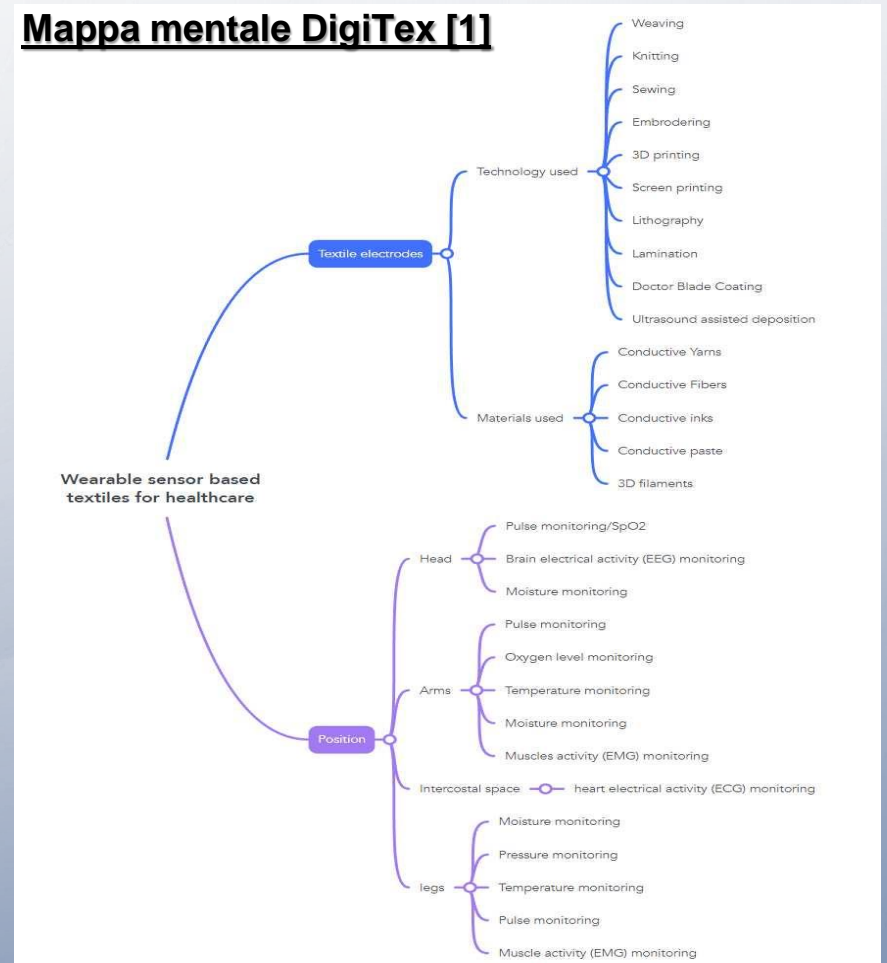 Mappa mentale DigiTex [1]
Weaving
Knitting
Sewing
Embrodering
3D printing
Screen printing
Lithography
Lamination
Doctor Blade Coating
Ultrasound assisted deposition
Technology used
Textile electrodes
Conductive Yarns
Conductive Fibers
Conductive inks
Conductive paste
3D filaments
Materials used
Wearable sensor based
textiles for healthcare
Head
Pulse monitoring/SpO2
Brain electrical activity (EEG) monitoring
Moisture monitoring
Arms
Pulse monitoring
Oxygen level monitoring
Temperature monitoring
Moisture monitoring
Muscles activity (EMG) monitoring
Position
Intercostal space
heart electrical activity (ECG) monitoring
legs
Moisture monitoring
Pressure monitoring
Temperature monitoring
Pulse monitoring
Muscle activity (EMG) monitoring